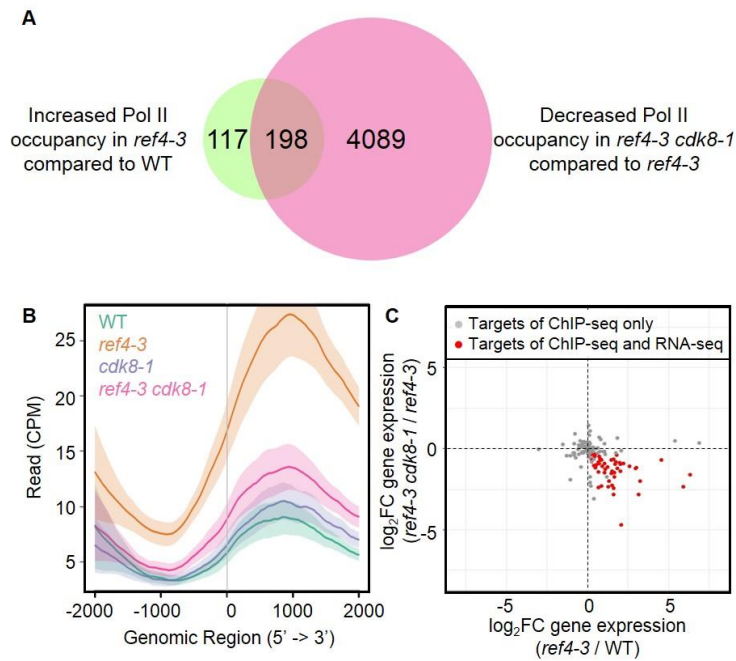 A
Increased Pol II
occupancy in ref4-3
compared to WT
117 198 4089
Decreased Pol II
occupancy in ref4-3 cdk8-1
compared to ref4-3
B
WT
ref4-3
cdk8-1
ref4-3 cdk8-1
Read (CPM)
25
20
15
10
5
-2000 -1000 0 1000 2000
Genomic Region (5' -> 3')
C
Targets of ChIP-seq only
Targets of ChIP-seq and RNA-seq
log₂FC gene expression
(ref4-3 cdk8-1 / ref4-3)
5
0
-5
-5 0 5
log₂FC gene expression
(ref4-3 / WT)